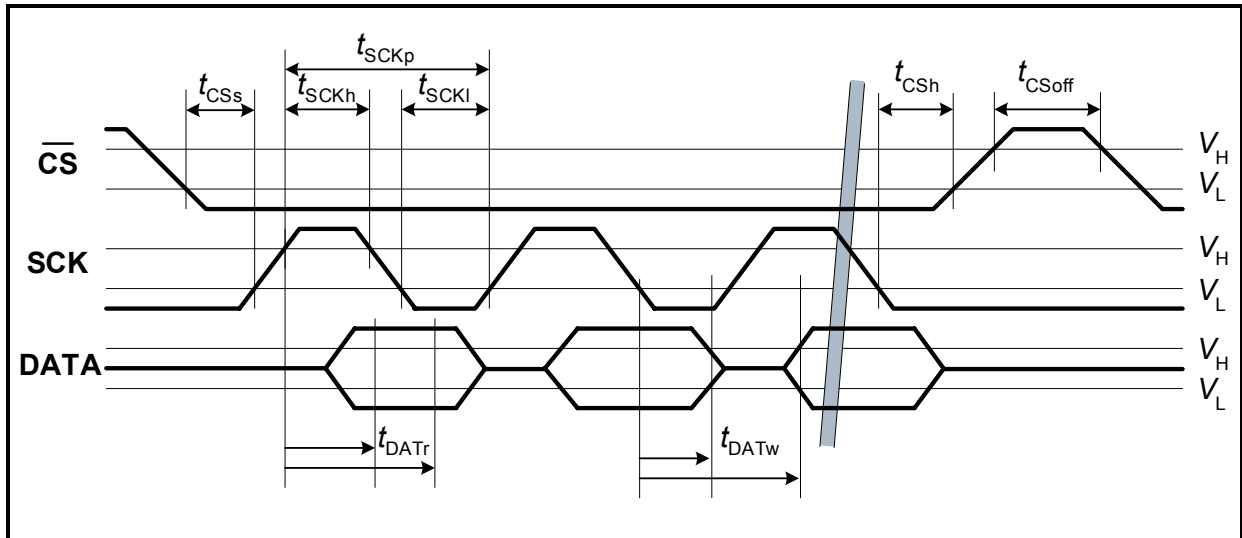 tSCKp
tCSs
tSCKh
tSCKl
tCSh
tCSoff
CS
VH
VL
SCK
VH
VL
DATA
VH
VL
tDATr
tDATw